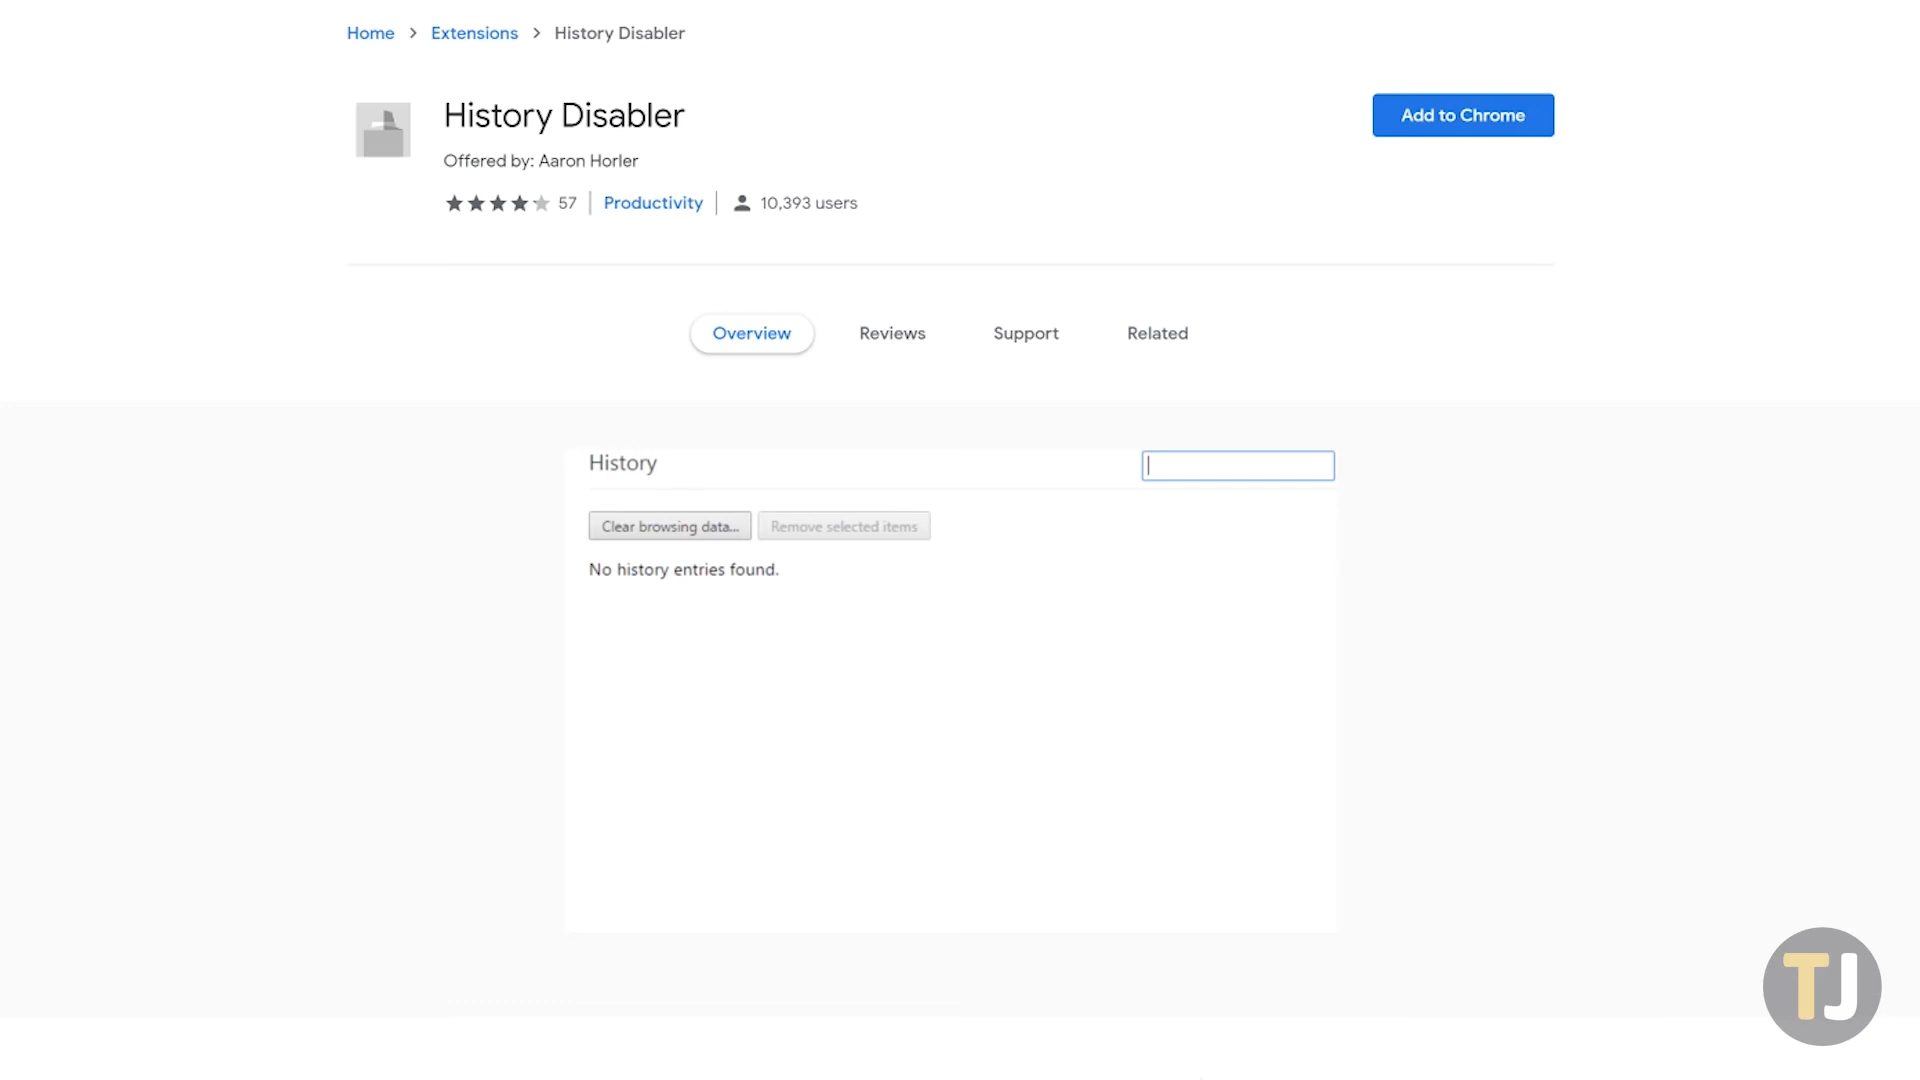 Home > Extensions > History Disabler
History Disabler
Add to Chrome
Offered by: Aaron Horler
57 | Productivity | 10,393 users
Overview Reviews Support Related
History
Clear browsing data... Remove selected items
No history entries found.
TJ